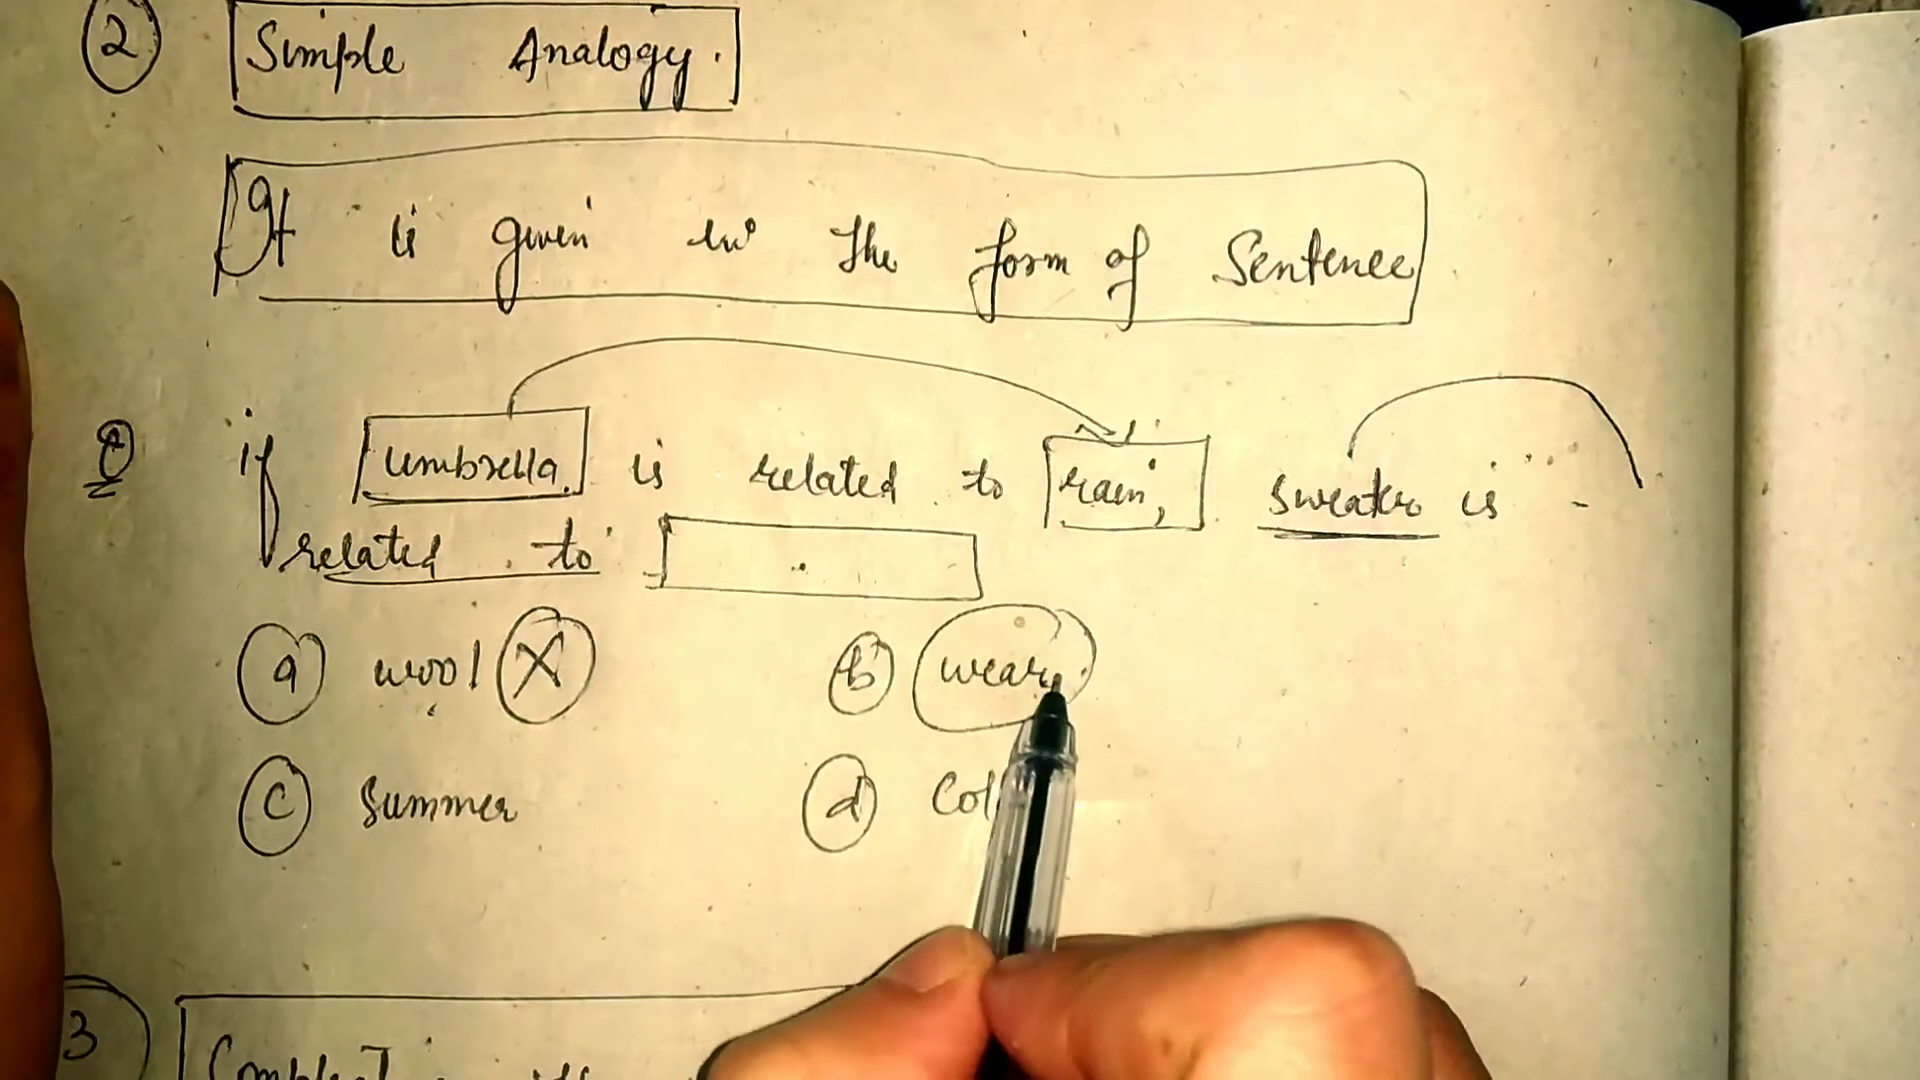 2 Simple Analogy.
It is given in the form of Sentence
Q if umbrella is related to rain, sweater is -
related to
a wool X b wear
c Summer d
3